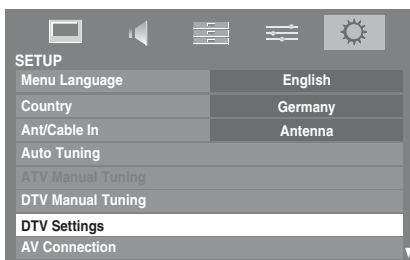 SETUP
Menu Language English
Country Germany
Ant/Cable In Antenna
Auto Tuning
ATV Manual Tuning
DTV Manual Tuning
DTV Settings
AV Connection